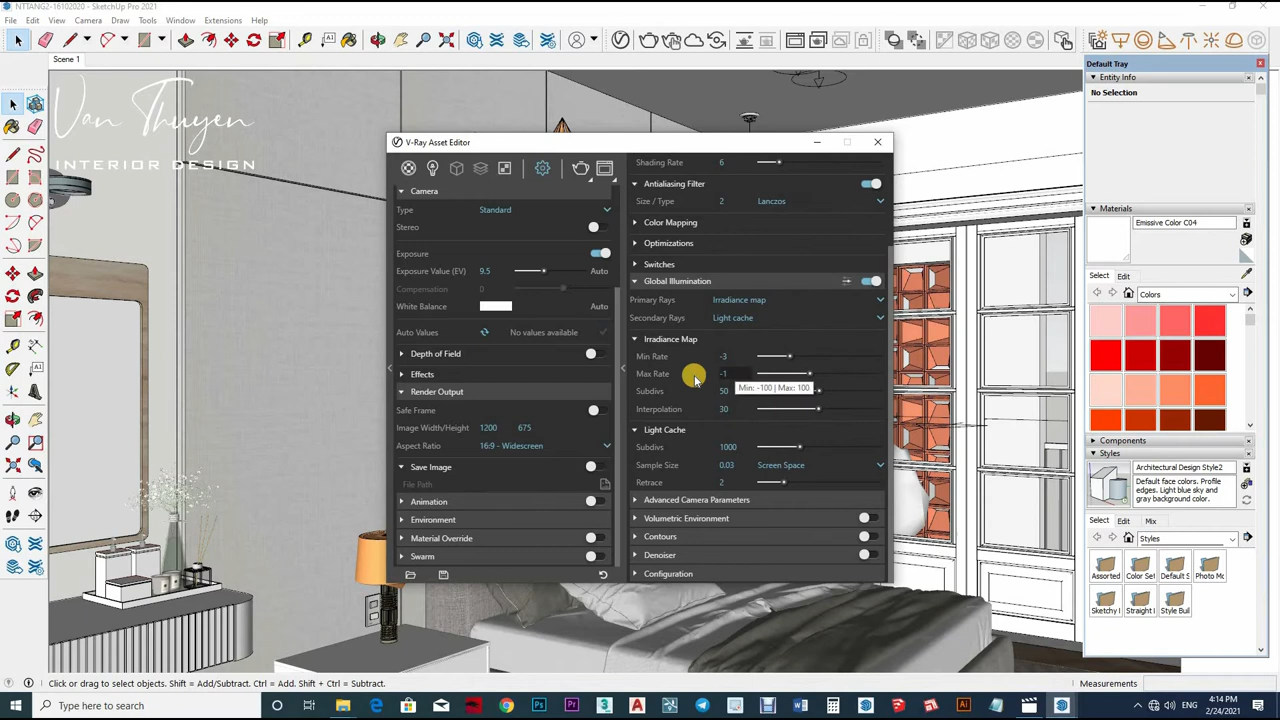 NTTANG2-16102020 - SketchUp Pro 2021
File Edit View Camera Draw Tools Window Extensions Help
Scene 1
Van Thuyen
INTERIOR DESIGN
V-Ray Asset Editor
Camera
Type Standard
Stereo
Exposure
Exposure Value (EV) 9.5 Auto
Compensation 0
White Balance Auto
Auto Values No values available
Depth of Field
Effects
Render Output
Safe Frame
Image Width/Height 1200 675
Aspect Ratio 16:9 - Widescreen
Save Image
File Path
Animation
Environment
Material Override
Swarm
Shading Rate 6
Antialiasing Filter
Size / Type 2 Lanczos
Color Mapping
Optimizations
Switches
Global Illumination
Primary Rays Irradiance map
Secondary Rays Light cache
Irradiance Map
Min Rate -3
Max Rate -1
Min: -100 | Max: 100
Subdivs 50
Interpolation 30
Light Cache
Subdivs 1000
Sample Size 0.03 Screen Space
Retrace 2
Advanced Camera Parameters
Volumetric Environment
Contours
Denoiser
Configuration
Default Tray
Entity Info
No Selection
Materials
Emissive Color C04
Select Edit
Colors
Components
Styles
Architectural Design Style2
Default face colors. Profile
edges. Light blue sky and
gray background color.
Select Edit Mix
Styles
Assorted Color Set Default S Photo Mo
Sketchy I Straight I Style Buil
Click or drag to select objects. Shift = Add/Subtract. Ctrl = Add. Shift + Ctrl = Subtract.
Measurements
Type here to search
4:14 PM
2/24/2021